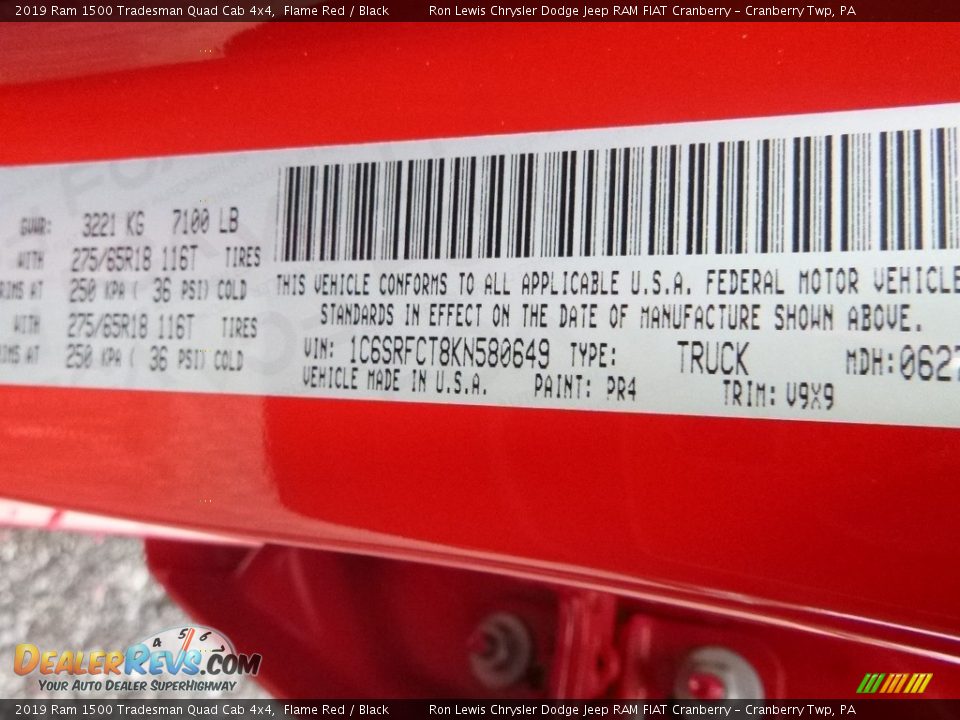 2019 Ram 1500 Tradesman Quad Cab 4x4, Flame Red / Black Ron Lewis Chrysler Dodge Jeep RAM FIAT Cranberry - Cranberry Twp, PA
GVWR: 3221 KG 7100 LB
WITH 275/65R18 116T TIRES
RIMS AT 250 KPA ( 36 PSI) COLD
WITH 275/65R18 116T TIRES
IMS AT 250 KPA ( 36 PSI) COLD
THIS VEHICLE CONFORMS TO ALL APPLICABLE U.S.A. FEDERAL MOTOR VEHICLE
STANDARDS IN EFFECT ON THE DATE OF MANUFACTURE SHOWN ABOVE.
VIN: 1C6SRFCT8KN580649 TYPE: TRUCK MDH: 0627
VEHICLE MADE IN U.S.A. PAINT: PR4 TRIM: V9X9
4 5 6
DEALERREVS.COM
YOUR AUTO DEALER SUPERHIGHWAY
2019 Ram 1500 Tradesman Quad Cab 4x4, Flame Red / Black Ron Lewis Chrysler Dodge Jeep RAM FIAT Cranberry - Cranberry Twp, PA